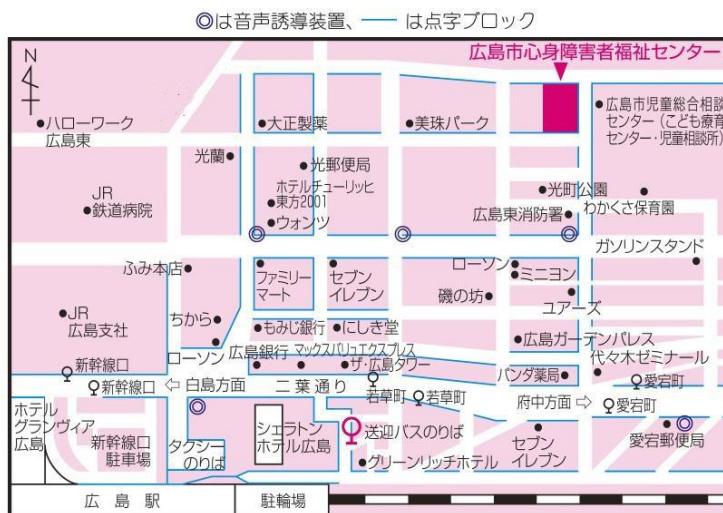 ◎は音声誘導装置、 ── は点字ブロック
広島市心身障害者福祉センター
N
ハローワーク
広島東
大正製薬
美珠パーク
広島市児童総合相談
センター（こども療育
センター・児童相談所）
光蘭
光郵便局
ホテルチューリッヒ
東方2001
ウォンツ
JR
鉄道病院
光町公園
わかくさ保育園
広島東消防署
ガソリンスタンド
ふみ本店
ファミリー
マート
セブン
イレブン
ローソン
ミニヨン
磯の坊
ユアーズ
JR
広島支社
ちから
もみじ銀行
にしき堂
広島ガーデンパレス
ローソン
広島銀行
マックスバリュエクスプレス
ザ・広島タワー
代々木ゼミナール
新幹線口
パンダ薬局
愛宕町
新幹線口
⇦ 白島方面
二葉通り
若草町
若草町
府中方面 ⇨
愛宕町
ホテル
グランヴィア
広島
新幹線口
駐車場
タクシー
のりば
シェラトン
ホテル広島
送迎バスのりば
グリーンリッチホテル
セブン
イレブン
愛宕郵便局
広島駅
駐輪場